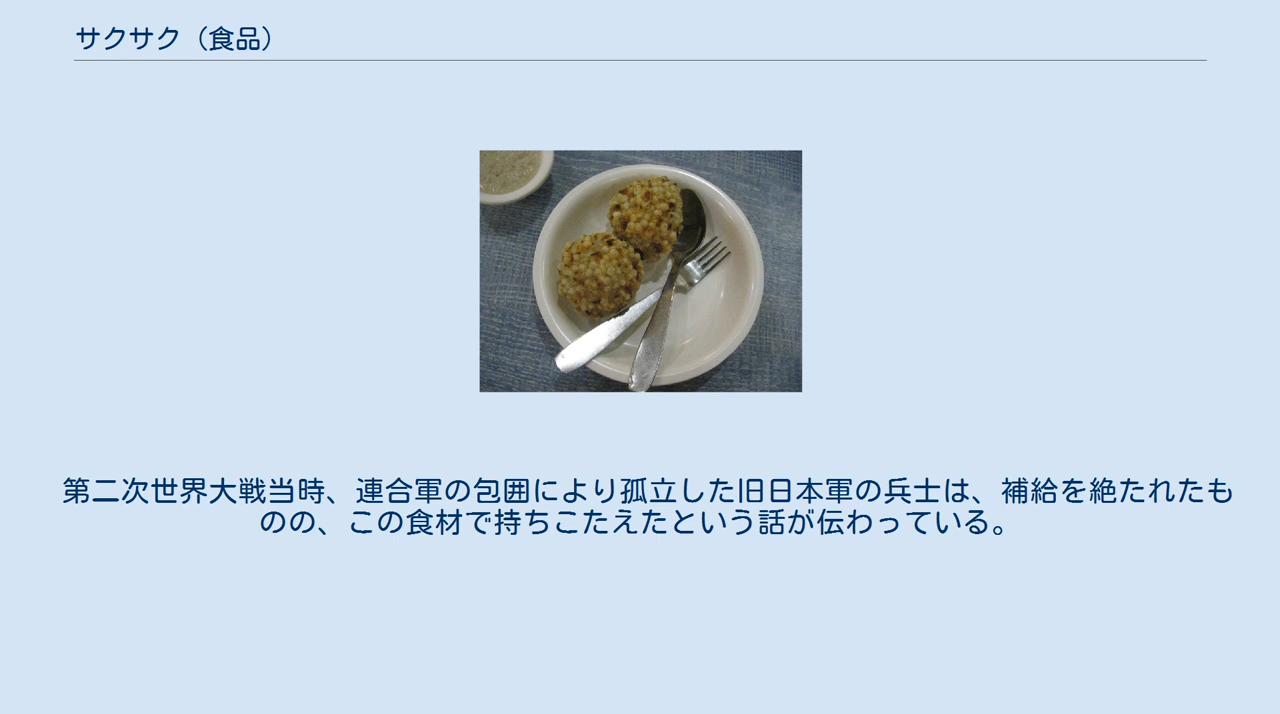 サクサク（食品）
第二次世界大戦当時、連合軍の包囲により孤立した旧日本軍の兵士は、補給を絶たれたも
のの、この食材で持ちこたえたという話が伝わっている。